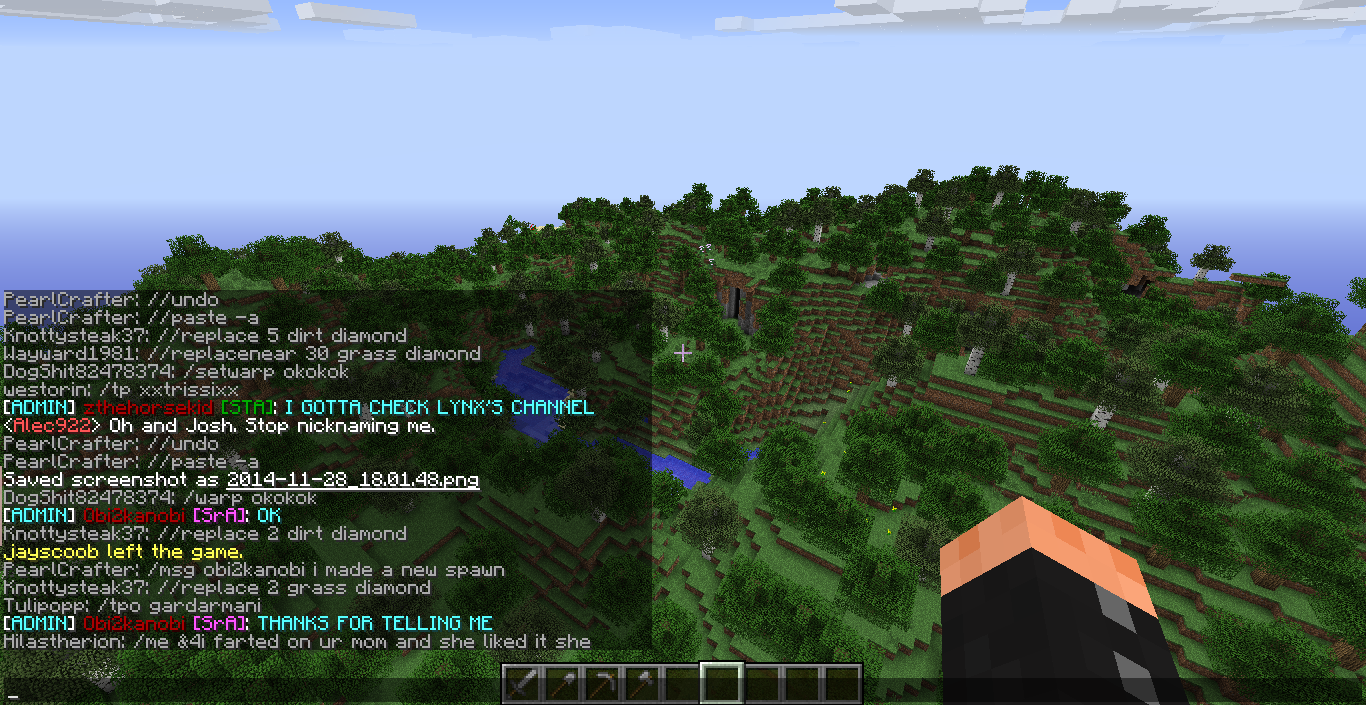 PearlCrafter: //undo
PearlCrafter: //paste -a
Knottysteak37: //replace 5 dirt diamond
Wayward1981: //replacenear 30 grass diamond
Dog5hit82478374: /setwarp okokok
westorin: /tp xxtrissixx
[ADMIN] zthehorsekid [STA]: I GOTTA CHECK LYNX'S CHANNEL
<Alec922> Oh and Josh. Stop nicknaming me.
PearlCrafter: //undo
PearlCrafter: //paste -a
Saved screenshot as 2014-11-28_18.01.48.png
Dog5hit82478374: /warp okokok
[ADMIN] Obi2kanobi [SrA]: OK
Knottysteak37: //replace 2 dirt diamond
jayscoob left the game.
PearlCrafter: /msg obi2kanobi i made a new spawn
Knottysteak37: //replace 2 grass diamond
Tulipopp: /tpo gardarmani
[ADMIN] Obi2kanobi [SrA]: THANKS FOR TELLING ME
Hilastherion: /me &4i farted on ur mom and she liked it she
_